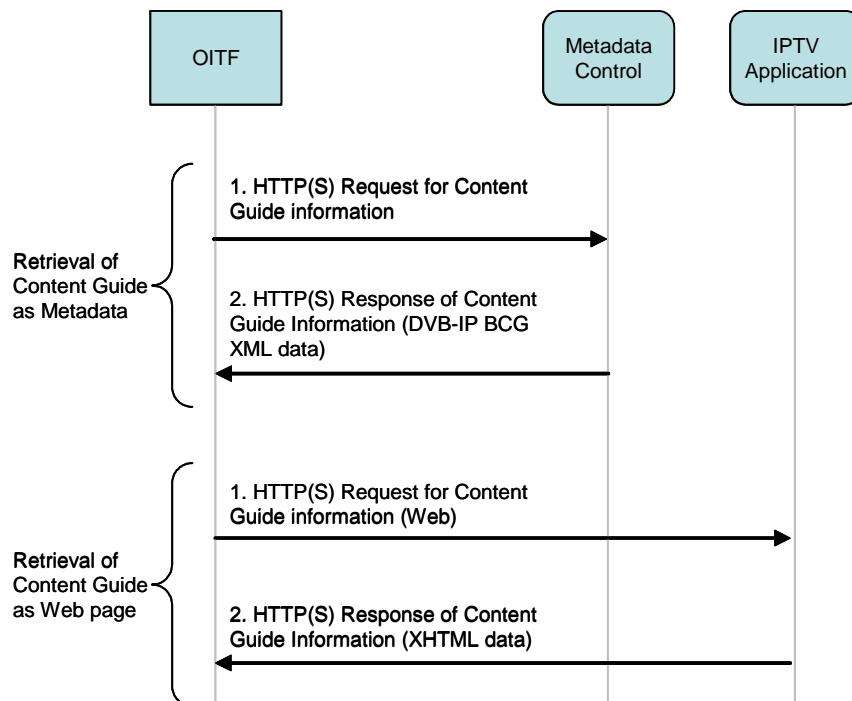 OITF
Metadata
Control
IPTV
Application
1. HTTP(S) Request for Content
Guide information
Retrieval of
Content Guide
as Metadata
2. HTTP(S) Response of Content
Guide Information (DVB-IP BCG
XML data)
1. HTTP(S) Request for Content
Guide information (Web)
Retrieval of
Content Guide
as Web page
2. HTTP(S) Response of Content
Guide Information (XHTML data)